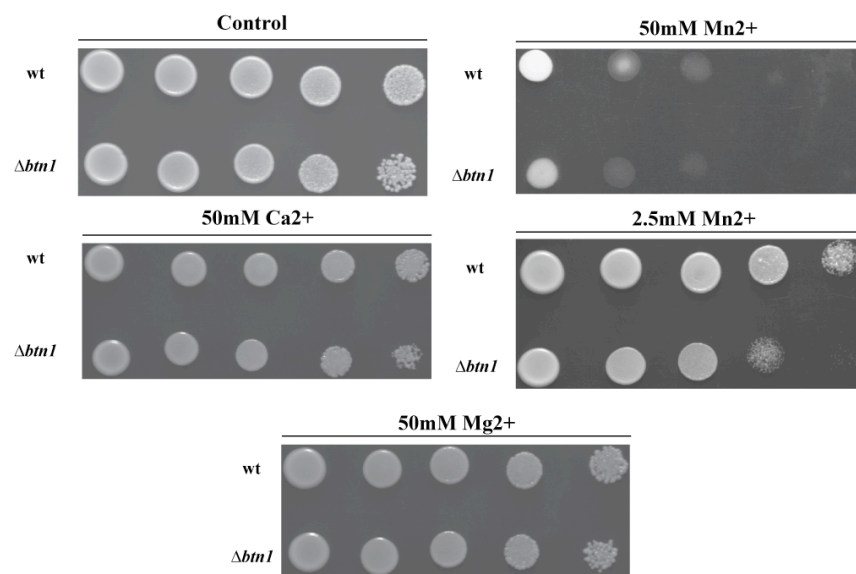 Control
wt
Δbtn1
50mM Mn2+
wt
Δbtn1
50mM Ca2+
wt
Δbtn1
2.5mM Mn2+
wt
Δbtn1
50mM Mg2+
wt
Δbtn1